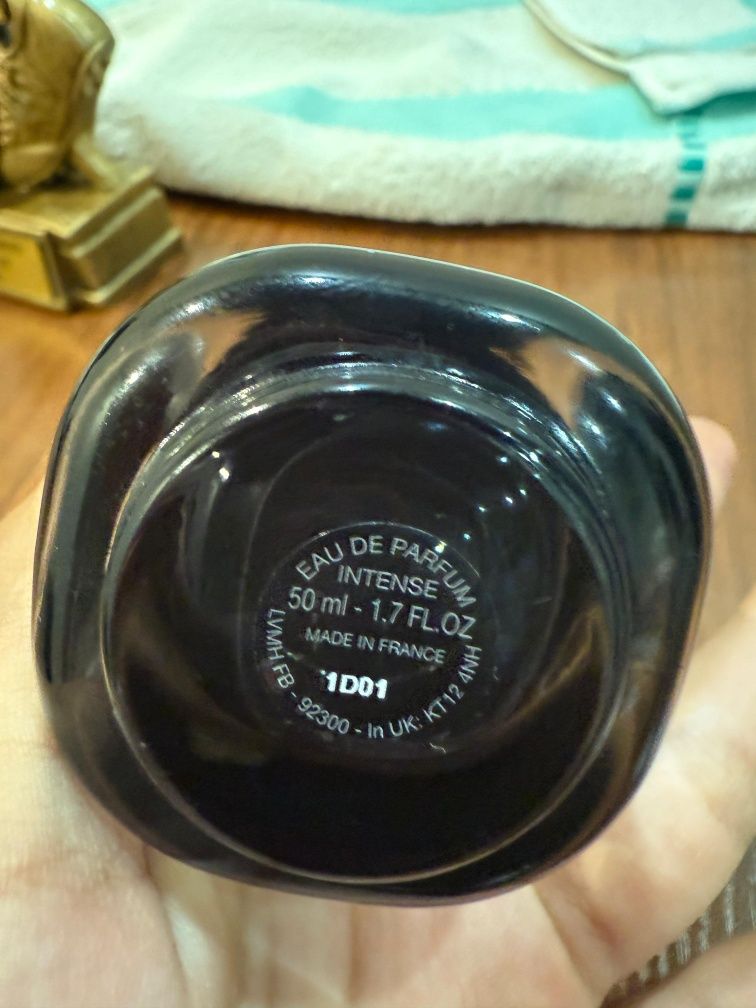 EAU DE PARFUM
INTENSE
50 ml - 1.7 FL.OZ
MADE IN FRANCE
1D01
LVMH FB - 92300 - In UK: KT12 4NH